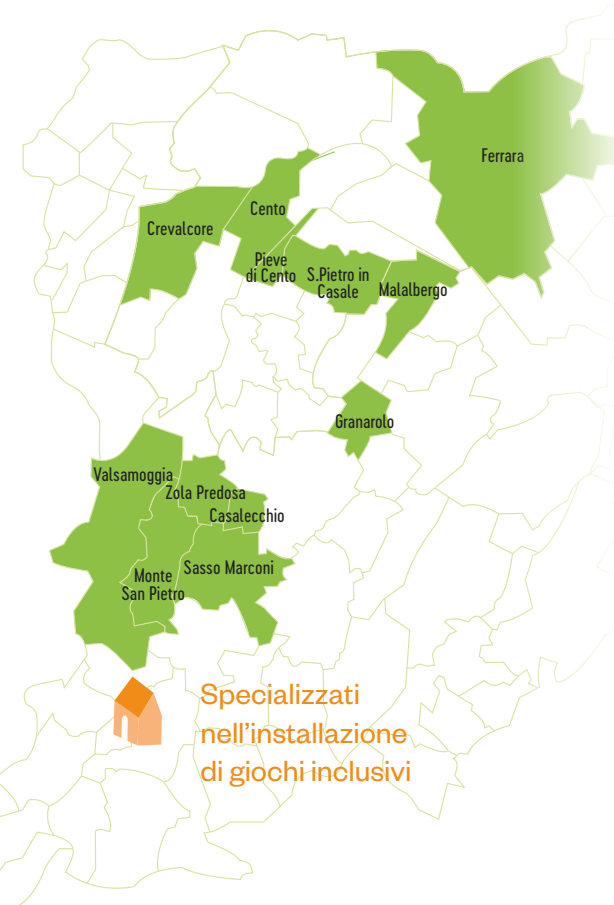 Ferrara
Cento
Crevalcore
Pieve
di Cento
S.Pietro in
Casale
Malalbergo
Granarolo
Valsamoggia
Zola Predosa
Casalecchio
Sasso Marconi
Monte
San Pietro
Specializzati
nell'installazione
di giochi inclusivi